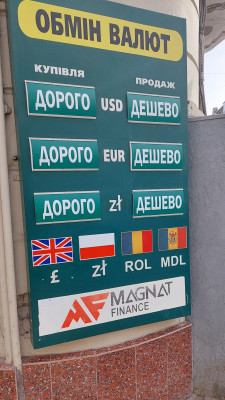 ОБМІН ВАЛЮТ
КУПІВЛЯ ПРОДАЖ
ДОРОГО USD ДЕШЕВО
ДОРОГО EUR ДЕШЕВО
ДОРОГО zł ДЕШЕВО
£ zł ROL MDL
MAGNAT
FINANCE